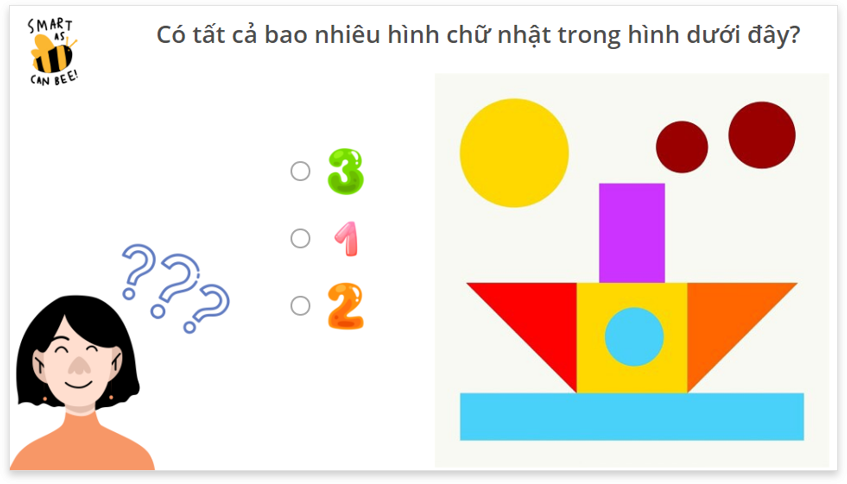 SMART
AS
CAN BEE!
Có tất cả bao nhiêu hình chữ nhật trong hình dưới đây?
3
1
2
???